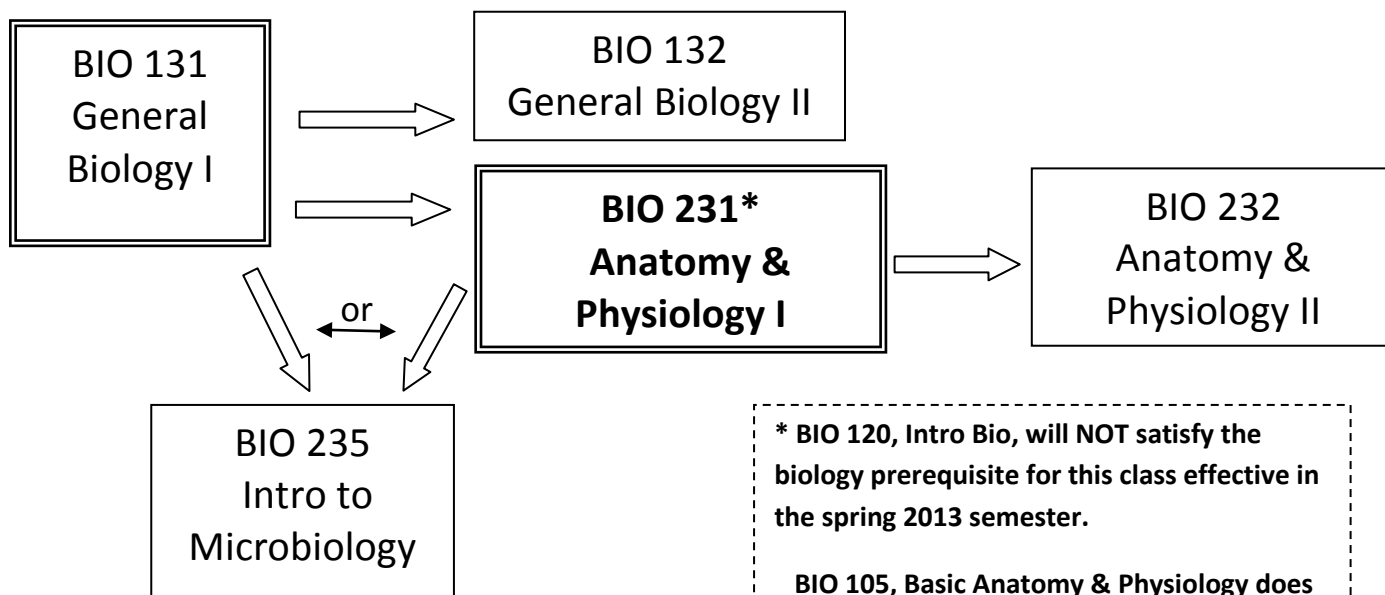 BIO 131
General
Biology I
BIO 132
General Biology II
BIO 231*
Anatomy &
Physiology I
BIO 232
Anatomy &
Physiology II
or
BIO 235
Intro to
Microbiology
* BIO 120, Intro Bio, will NOT satisfy the
biology prerequisite for this class effective in
the spring 2013 semester.
BIO 105, Basic Anatomy & Physiology does